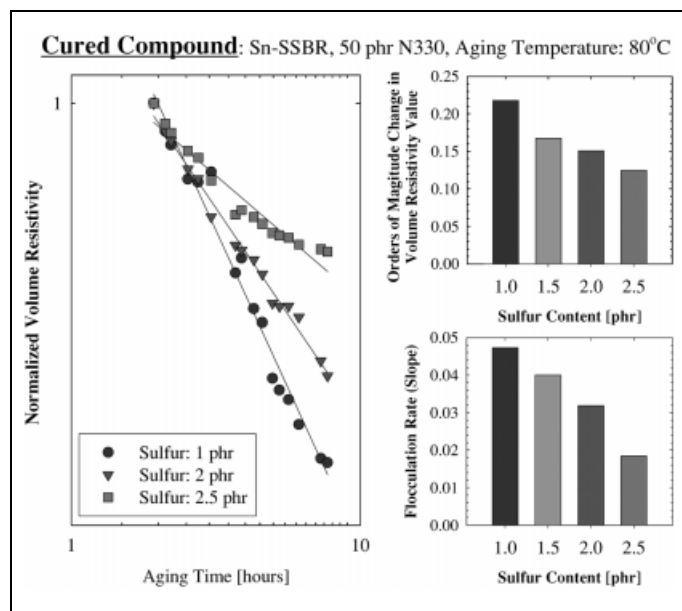 Cured Compound: Sn-SSBR, 50 phr N330, Aging Temperature: 80°C
1
Normalized Volume Resistivity
Sulfur: 1 phr
Sulfur: 2 phr
Sulfur: 2.5 phr
1
10
Aging Time [hours]
Orders of Magitude Change in
Volume Resistivity Value
0.25
0.20
0.15
0.10
0.05
0.00
1.0 1.5 2.0 2.5
Sulfur Content [phr]
Flocculation Rate (Slope)
0.05
0.04
0.03
0.02
0.01
0.00
1.0 1.5 2.0 2.5
Sulfur Content [phr]